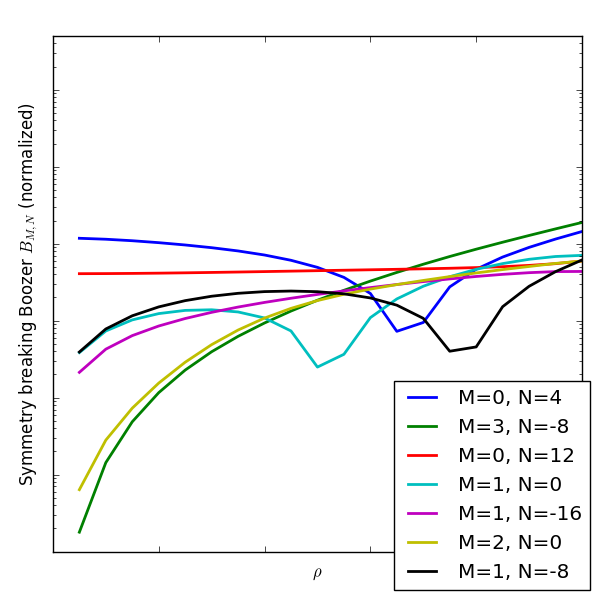 Symmetry breaking Boozer B_{M,N} (normalized)
ρ
M=0, N=4
M=3, N=-8
M=0, N=12
M=1, N=0
M=1, N=-16
M=2, N=0
M=1, N=-8